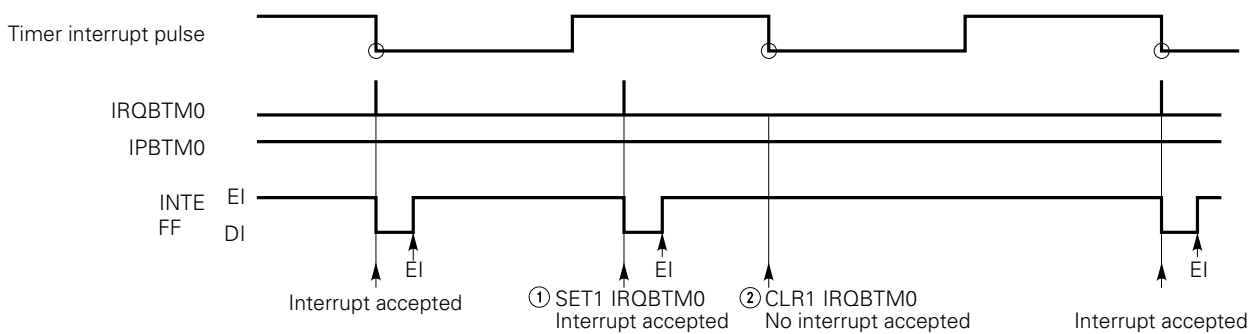 Timer interrupt pulse
IRQBTM0
IPBTM0
INTE EI
FF DI
EI EI EI
Interrupt accepted
① SET1 IRQBTM0
Interrupt accepted
② CLR1 IRQBTM0
No interrupt accepted
Interrupt accepted